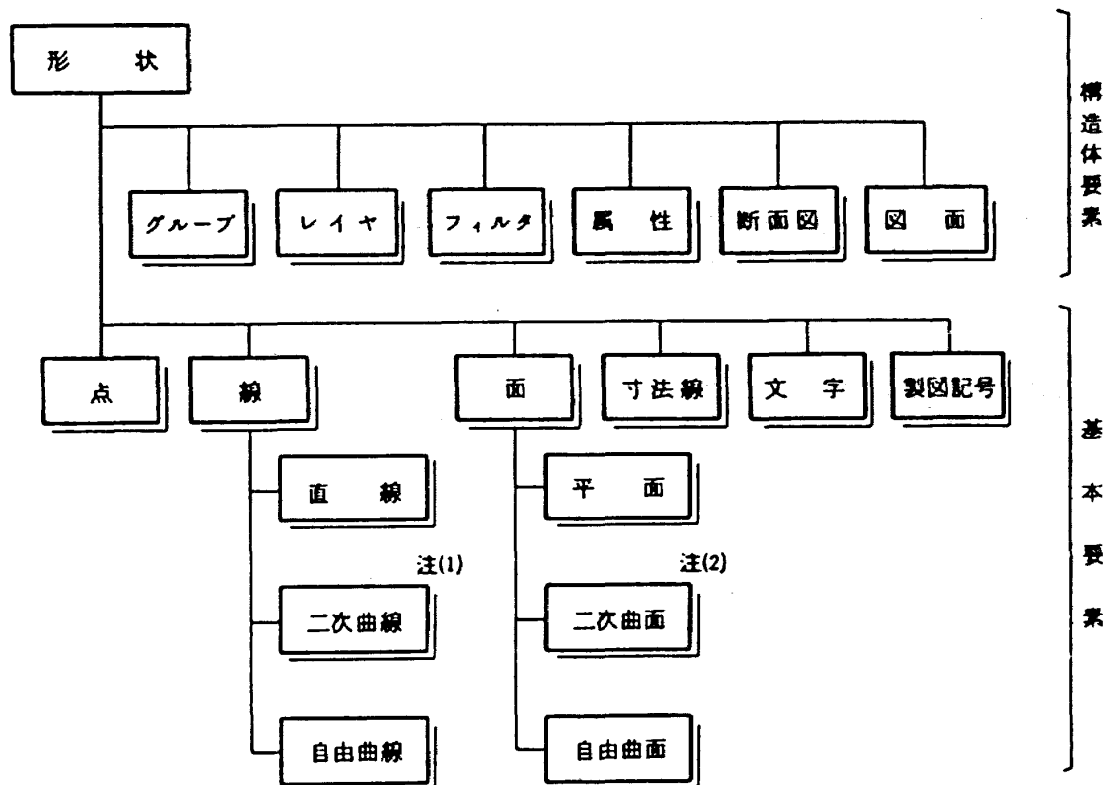 形状
構造体要素
グループ
レイヤ
フィルタ
属性
断面図
図面
点
線
面
寸法線
文字
製図記号
基本要素
直線
平面
注(1)
注(2)
二次曲線
二次曲面
自由曲線
自由曲面